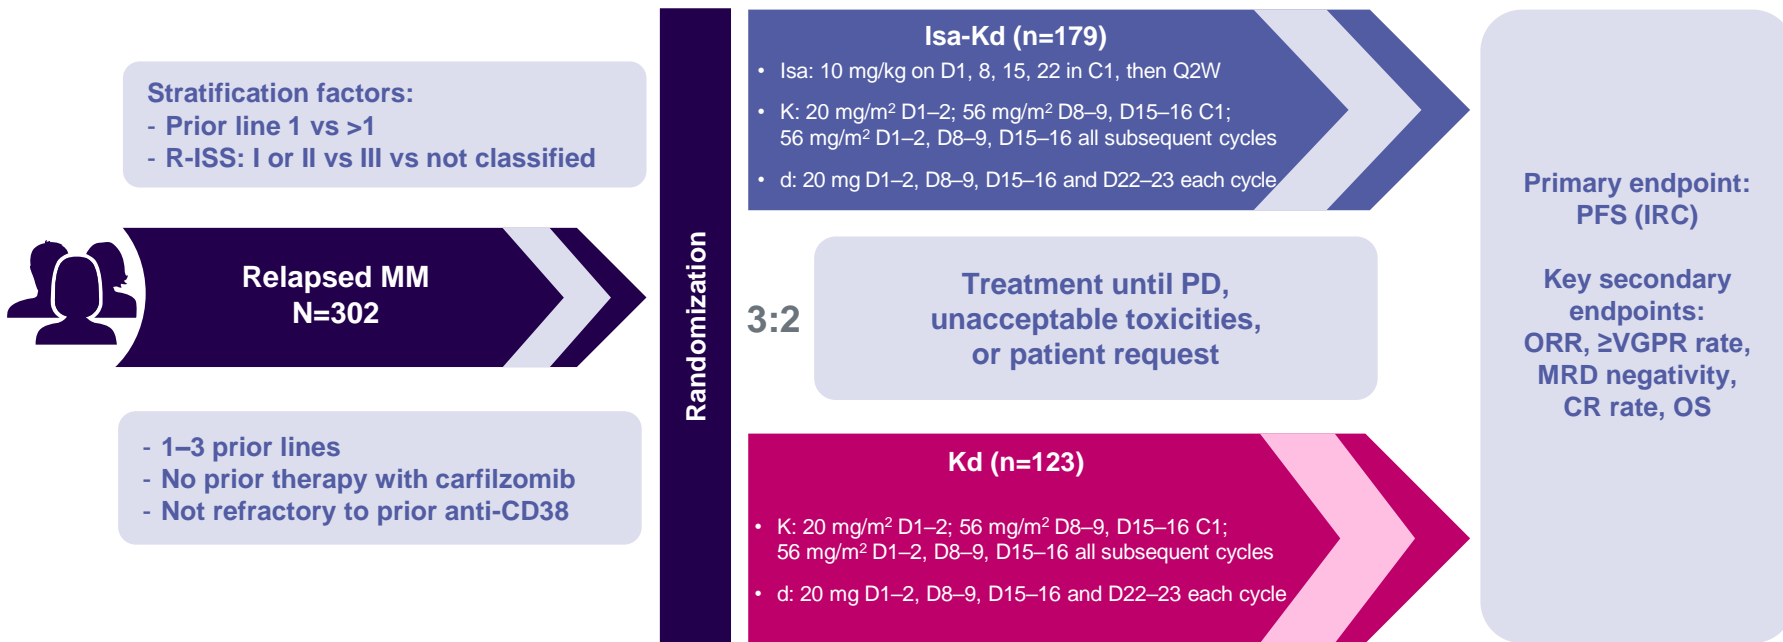 Stratification factors:
- Prior line 1 vs >1
- R-ISS: I or II vs III vs not classified
Relapsed MM
N=302
- 1–3 prior lines
- No prior therapy with carfilzomib
- Not refractory to prior anti-CD38
Randomization
Isa-Kd (n=179)
• Isa: 10 mg/kg on D1, 8, 15, 22 in C1, then Q2W
• K: 20 mg/m² D1–2; 56 mg/m² D8–9, D15–16 C1;
56 mg/m² D1–2, D8–9, D15–16 all subsequent cycles
• d: 20 mg D1–2, D8–9, D15–16 and D22–23 each cycle
3:2
Treatment until PD,
unacceptable toxicities,
or patient request
Kd (n=123)
• K: 20 mg/m² D1–2; 56 mg/m² D8–9, D15–16 C1;
56 mg/m² D1–2, D8–9, D15–16 all subsequent cycles
• d: 20 mg D1–2, D8–9, D15–16 and D22–23 each cycle
Primary endpoint:
PFS (IRC)
Key secondary
endpoints:
ORR, ≥VGPR rate,
MRD negativity,
CR rate, OS